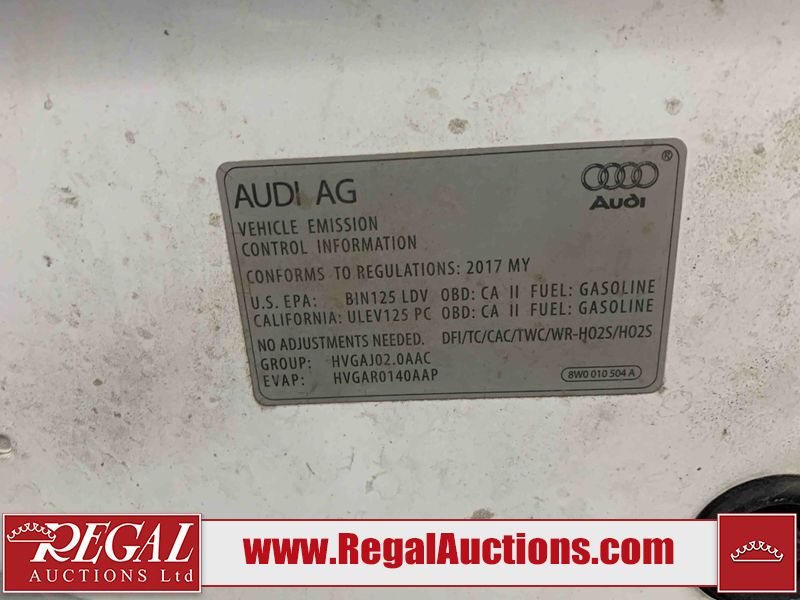 AUDI AG
®
Audi
VEHICLE EMISSION
CONTROL INFORMATION
CONFORMS TO REGULATIONS: 2017 MY
U.S. EPA: BIN125 LDV OBD: CA II FUEL: GASOLINE
CALIFORNIA: ULEV125 PC OBD: CA II FUEL: GASOLINE
NO ADJUSTMENTS NEEDED. DFI/TC/CAC/TWC/WR-HO2S/HO2S
GROUP: HVGAJ02.0AAC
EVAP: HVGAR0140AAP
8W0 010 504 A
REGAL
AUCTIONS Ltd
www.RegalAuctions.com